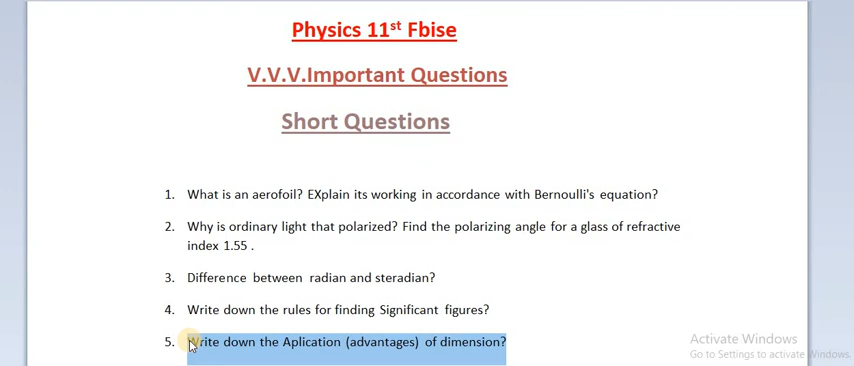 Physics 11st Fbise
V.V.V.Important Questions
Short Questions
1. What is an aerofoil? EXplain its working in accordance with Bernoulli's equation?
2. Why is ordinary light that polarized? Find the polarizing angle for a glass of refractive
index 1.55 .
3. Difference between radian and steradian?
4. Write down the rules for finding Significant figures?
5. Write down the Aplication (advantages) of dimension?
Activate Windows
Go to Settings to activate Windows.